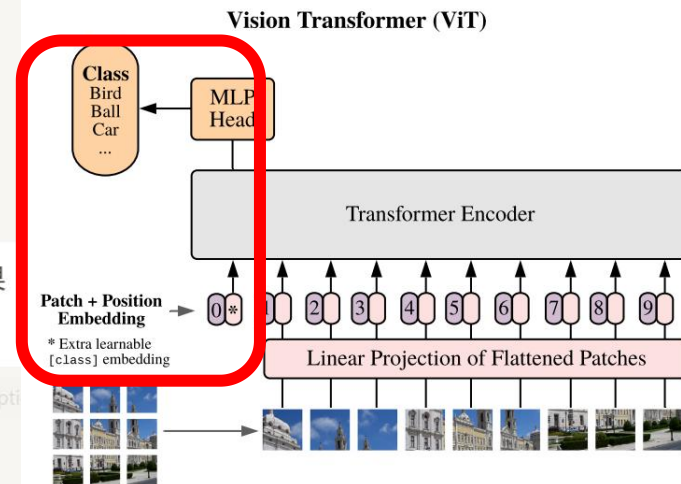 Vision Transformer (ViT)
Class
Bird
Ball
Car
...
MLP
Head
Transformer Encoder
Patch + Position
Embedding
0 * 1 2 3 4 5 6 7 8 9
* Extra learnable
[class] embedding
Linear Projection of Flattened Patches